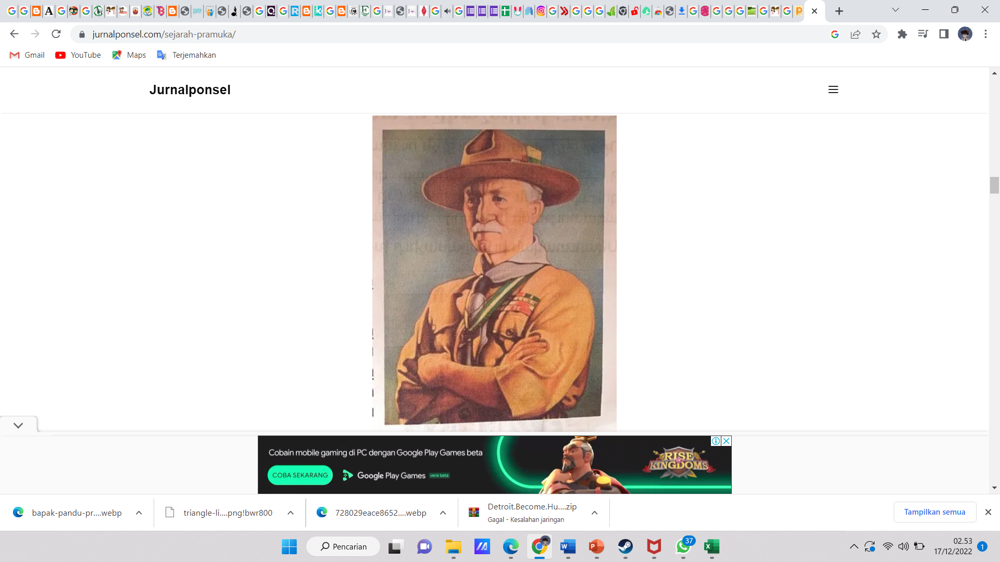 jurnalponsel.com/sejarah-pramuka/
Gmail
YouTube
Maps
Terjemahkan
Jurnalponsel
Cobain mobile gaming di PC dengan Google Play Games beta
COBA SEKARANG
Google Play Games versi beta
RISE OF KINGDOMS
bapak-pandu-pr....webp
triangle-li....png!bwr800
728029eace8652....webp
Detroit.Become.Hu....zip
Gagal - Kesalahan jaringan
Tampilkan semua
Pencarian
37
02.53
17/12/2022
1